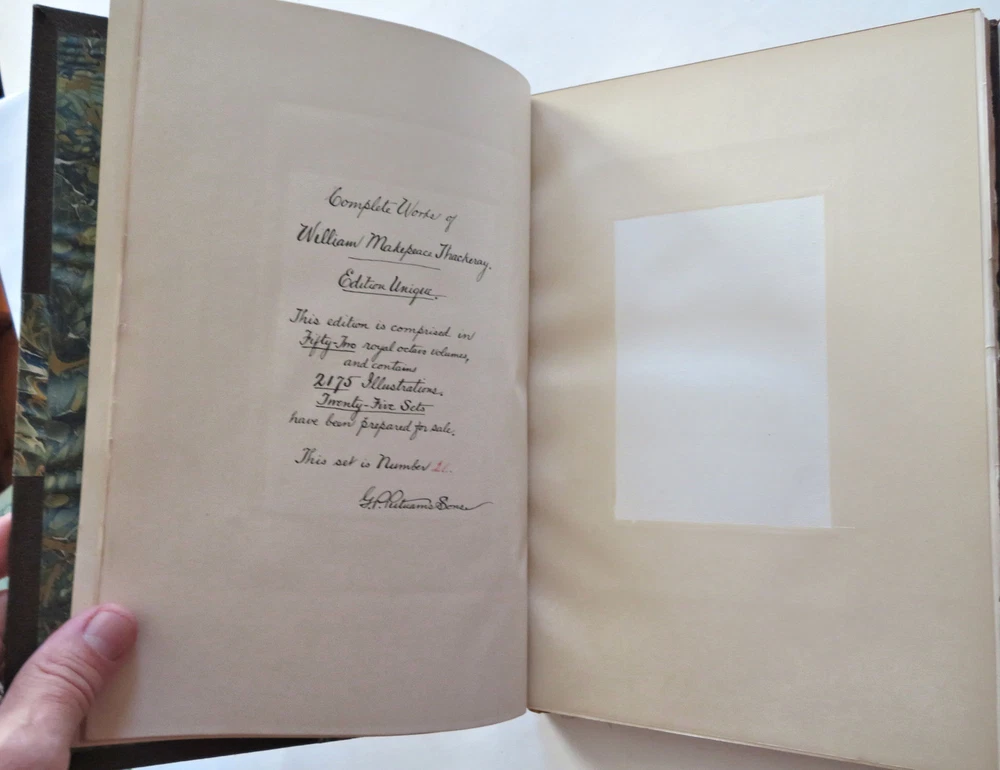 Complete Works of
William Makepeace Thackeray.
Edition Unique.
This edition is comprised in
Fifty-Two royal octavo volumes,
and contains
2175 Illustrations.
Twenty-Five Sets
have been prepared for sale.
This set is Number
G.P. Putnam's Sons